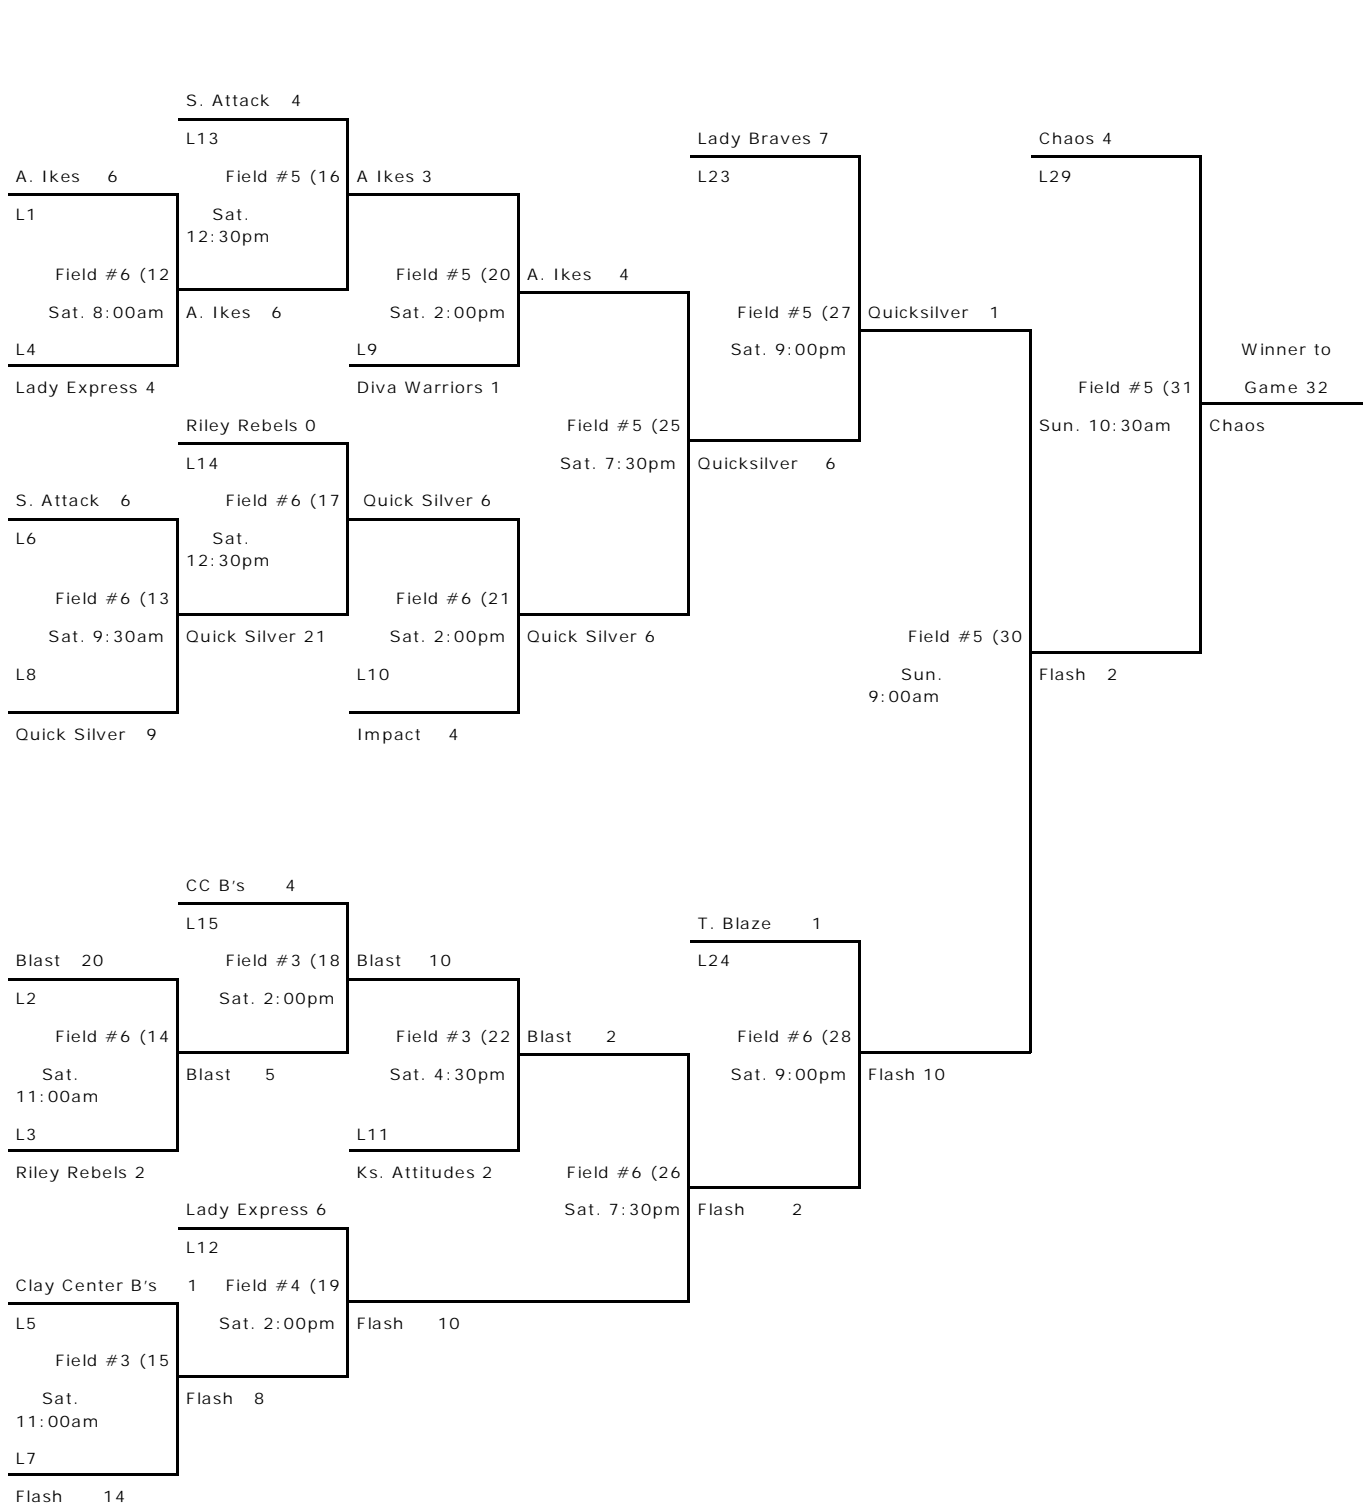 S. Attack 4
L13
Lady Braves 7
Chaos 4
A. Ikes 6
Field #5 (16
A Ikes 3
L23
L29
L1
Sat.
12:30pm
Field #6 (12
Field #5 (20
A. Ikes 4
Sat. 8:00am
A. Ikes 6
Sat. 2:00pm
Field #5 (27
Quicksilver 1
L4
L9
Sat. 9:00pm
Winner to
Lady Express 4
Diva Warriors 1
Field #5 (31
Game 32
Riley Rebels 0
Field #5 (25
Sun. 10:30am
Chaos
L14
Sat. 7:30pm
Quicksilver 6
S. Attack 6
Field #6 (17
Quick Silver 6
L6
Sat.
12:30pm
Field #6 (13
Field #6 (21
Sat. 9:30am
Quick Silver 21
Sat. 2:00pm
Quick Silver 6
Field #5 (30
L8
L10
Sun.
9:00am
Flash 2
Quick Silver 9
Impact 4
CC B's 4
L15
T. Blaze 1
Blast 20
Field #3 (18
Blast 10
L24
L2
Sat. 2:00pm
Field #6 (14
Field #3 (22
Blast 2
Field #6 (28
Sat.
11:00am
Blast 5
Sat. 4:30pm
Sat. 9:00pm
Flash 10
L3
L11
Riley Rebels 2
Ks. Attitudes 2
Field #6 (26
Lady Express 6
Sat. 7:30pm
Flash 2
L12
Clay Center B's 1
Field #4 (19
L5
Sat. 2:00pm
Flash 10
Field #3 (15
Sat.
11:00am
Flash 8
L7
Flash 14